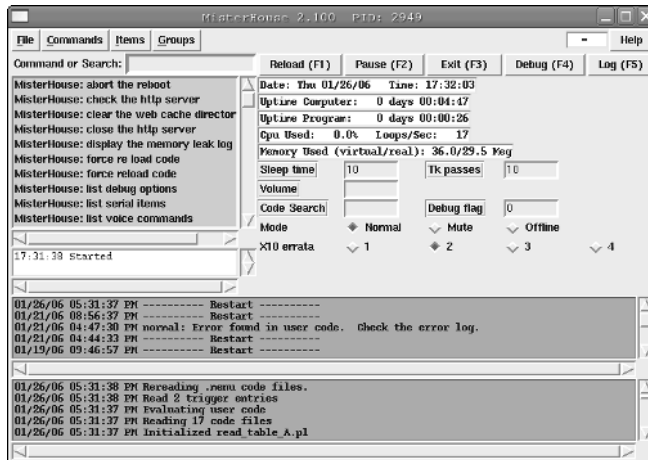 MisterHouse 2.100 PID: 2949
File Commands Items Groups - Help
Command or Search: Reload (F1) Pause (F2) Exit (F3) Debug (F4) Log (F5)
MisterHouse: abort the reboot
MisterHouse: check the http server
MisterHouse: clear the web cache director
MisterHouse: close the http server
MisterHouse: display the memory leak log
MisterHouse: force re load code
MisterHouse: force reload code
MisterHouse: list debug options
MisterHouse: list serial items
MisterHouse: list voice commands
Date: Thu 01/26/06 Time: 17:32:03
Uptime Computer: 0 days 00:04:47
Uptime Program: 0 days 00:00:26
Cpu Used: 0.0% Loops/Sec: 17
Memory Used (virtual/real): 36.0/29.5 Meg
Sleep time 10 Tk passes 10
Volume
Code Search Debug flag 0
Mode Normal Mute Offline
X10 errata 1 2 3 4
17:31:38 Started
01/26/06 05:31:37 PM ---------- Restart ----------
01/21/06 08:56:37 PM ---------- Restart ----------
01/21/06 04:47:30 PM normal: Error found in user code. Check the error log.
01/21/06 04:44:33 PM ---------- Restart ----------
01/19/06 09:46:57 PM ---------- Restart ----------
01/26/06 05:31:38 PM Rereading .menu code files.
01/26/06 05:31:38 PM Read 2 trigger entries
01/26/06 05:31:37 PM Evaluating user code
01/26/06 05:31:37 PM Reading 17 code files
01/26/06 05:31:37 PM Initialized read_table_A.pl